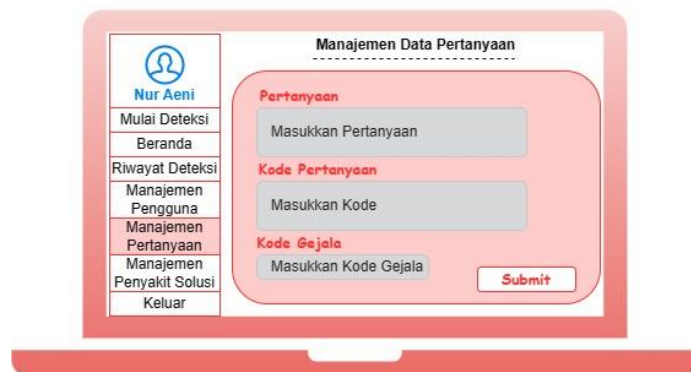 Manajemen Data Pertanyaan
Nur Aeni
Mulai Deteksi
Beranda
Riwayat Deteksi
Manajemen
Pengguna
Manajemen
Pertanyaan
Manajemen
Penyakit Solusi
Keluar
Pertanyaan
Masukkan Pertanyaan
Kode Pertanyaan
Masukkan Kode
Kode Gejala
Masukkan Kode Gejala
Submit